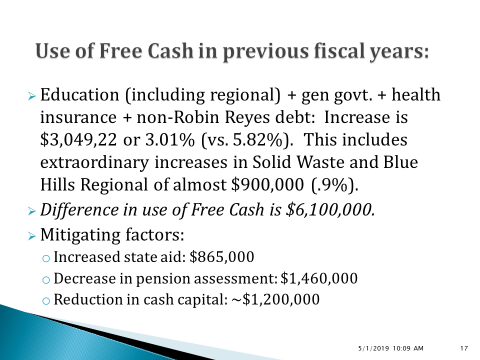 Use of Free Cash in previous fiscal years:
Education (including regional) + gen govt. + health
insurance + non-Robin Reyes debt: Increase is
$3,049,22 or 3.01% (vs. 5.82%). This includes
extraordinary increases in Solid Waste and Blue
Hills Regional of almost $900,000 (.9%).
Difference in use of Free Cash is $6,100,000.
Mitigating factors:
Increased state aid: $865,000
Decrease in pension assessment: $1,460,000
Reduction in cash capital: ~$1,200,000
5/1/2019 10:09 AM 17